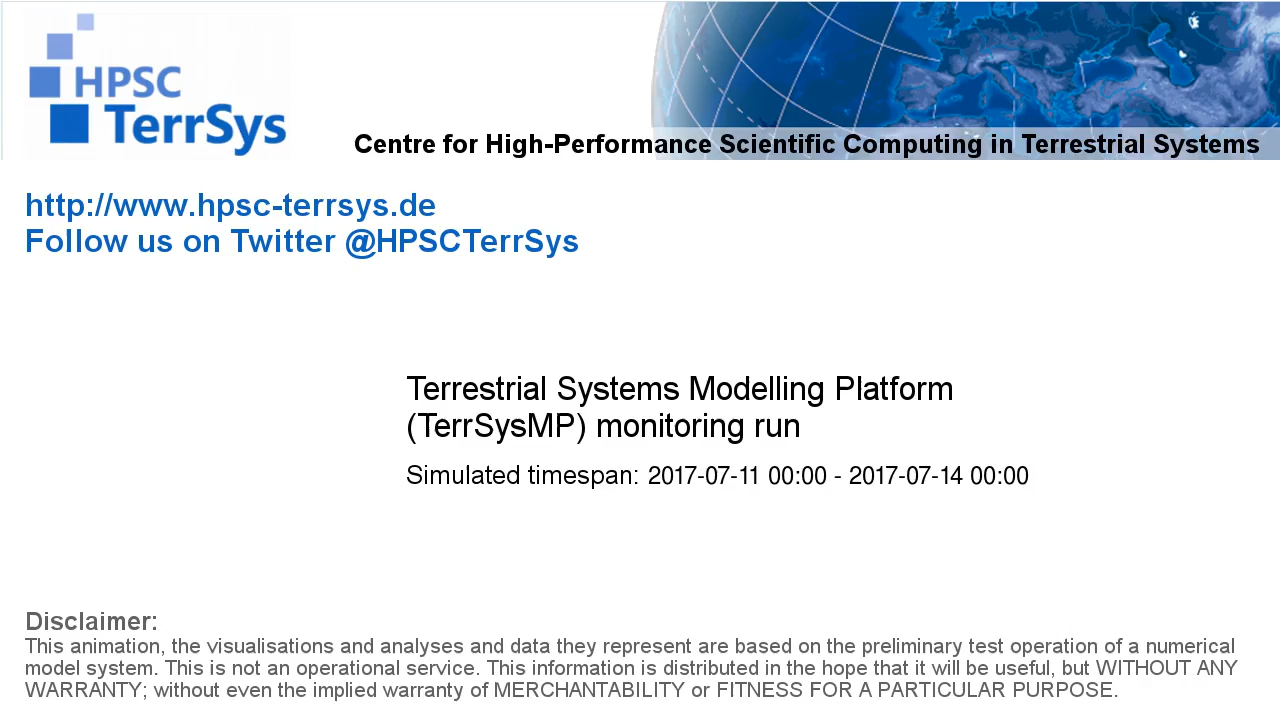 HPSC
TerrSys
Centre for High-Performance Scientific Computing in Terrestrial Systems
http://www.hpsc-terrsys.de
Follow us on Twitter @HPSCTerrSys
Terrestrial Systems Modelling Platform
(TerrSysMP) monitoring run
Simulated timespan: 2017-07-11 00:00 - 2017-07-14 00:00
Disclaimer:
This animation, the visualisations and analyses and data they represent are based on the preliminary test operation of a numerical
model system. This is not an operational service. This information is distributed in the hope that it will be useful, but WITHOUT ANY
WARRANTY; without even the implied warranty of MERCHANTABILITY or FITNESS FOR A PARTICULAR PURPOSE.